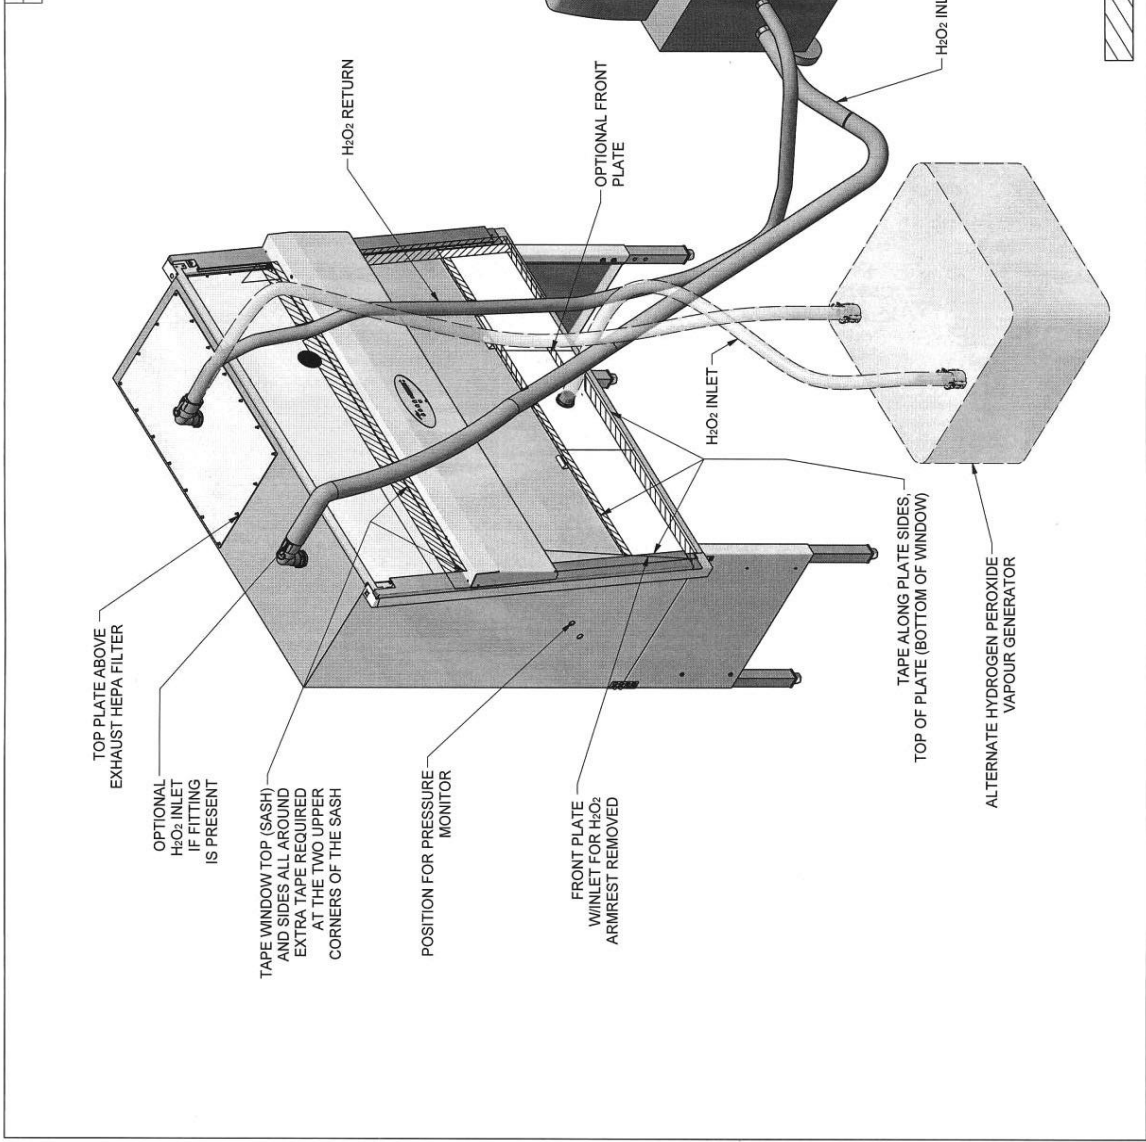 TOP PLATE ABOVE
EXHAUST HEPA FILTER
OPTIONAL
H2O2 INLET
IF FITTING
IS PRESENT
TAPE WINDOW TOP (SASH)
AND SIDES ALL AROUND
EXTRA TAPE REQUIRED
AT THE TWO UPPER
CORNERS OF THE SASH
POSITION FOR PRESSURE
MONITOR
FRONT PLATE
W/INLET FOR H2O2
ARMREST REMOVED
TAPE ALONG PLATE SIDES,
TOP OF PLATE (BOTTOM OF WINDOW)
ALTERNATE HYDROGEN PEROXIDE
VAPOUR GENERATOR
H2O2 RETURN
OPTIONAL FRONT
PLATE
H2O2 INLET
H2O2 INL